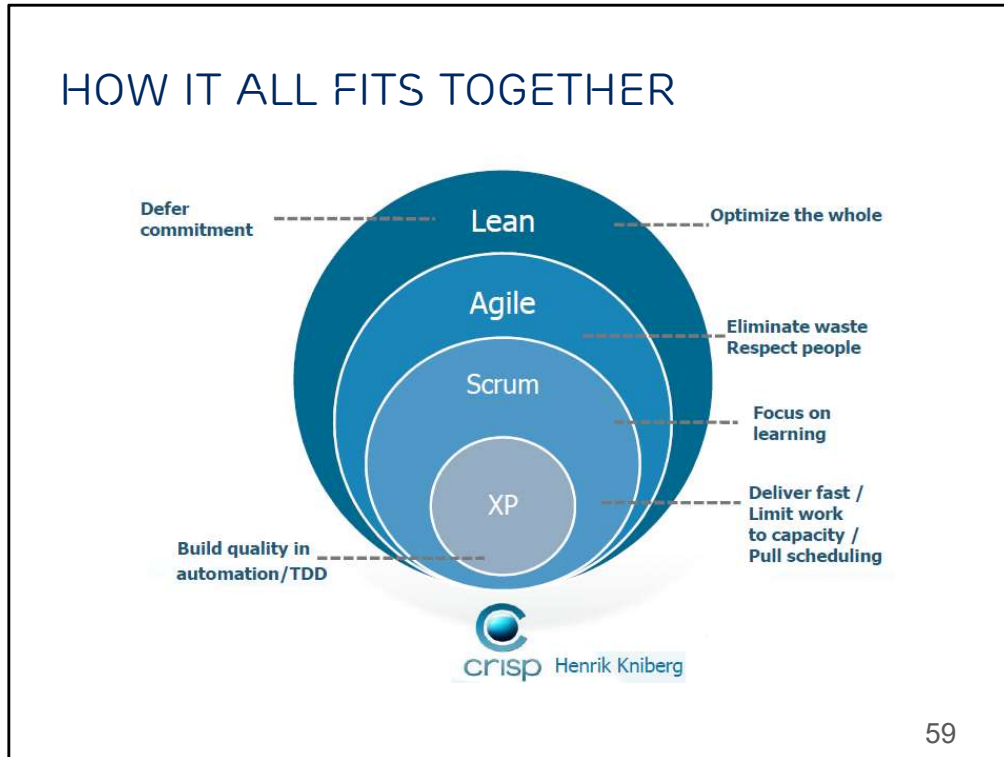 HOW IT ALL FITS TOGETHER
Defer
commitment
Lean
Optimize the whole
Agile
Eliminate waste
Respect people
Scrum
Focus on
learning
XP
Deliver fast /
Limit work
to capacity /
Pull scheduling
Build quality in
automation/TDD
crisp Henrik Kniberg
59